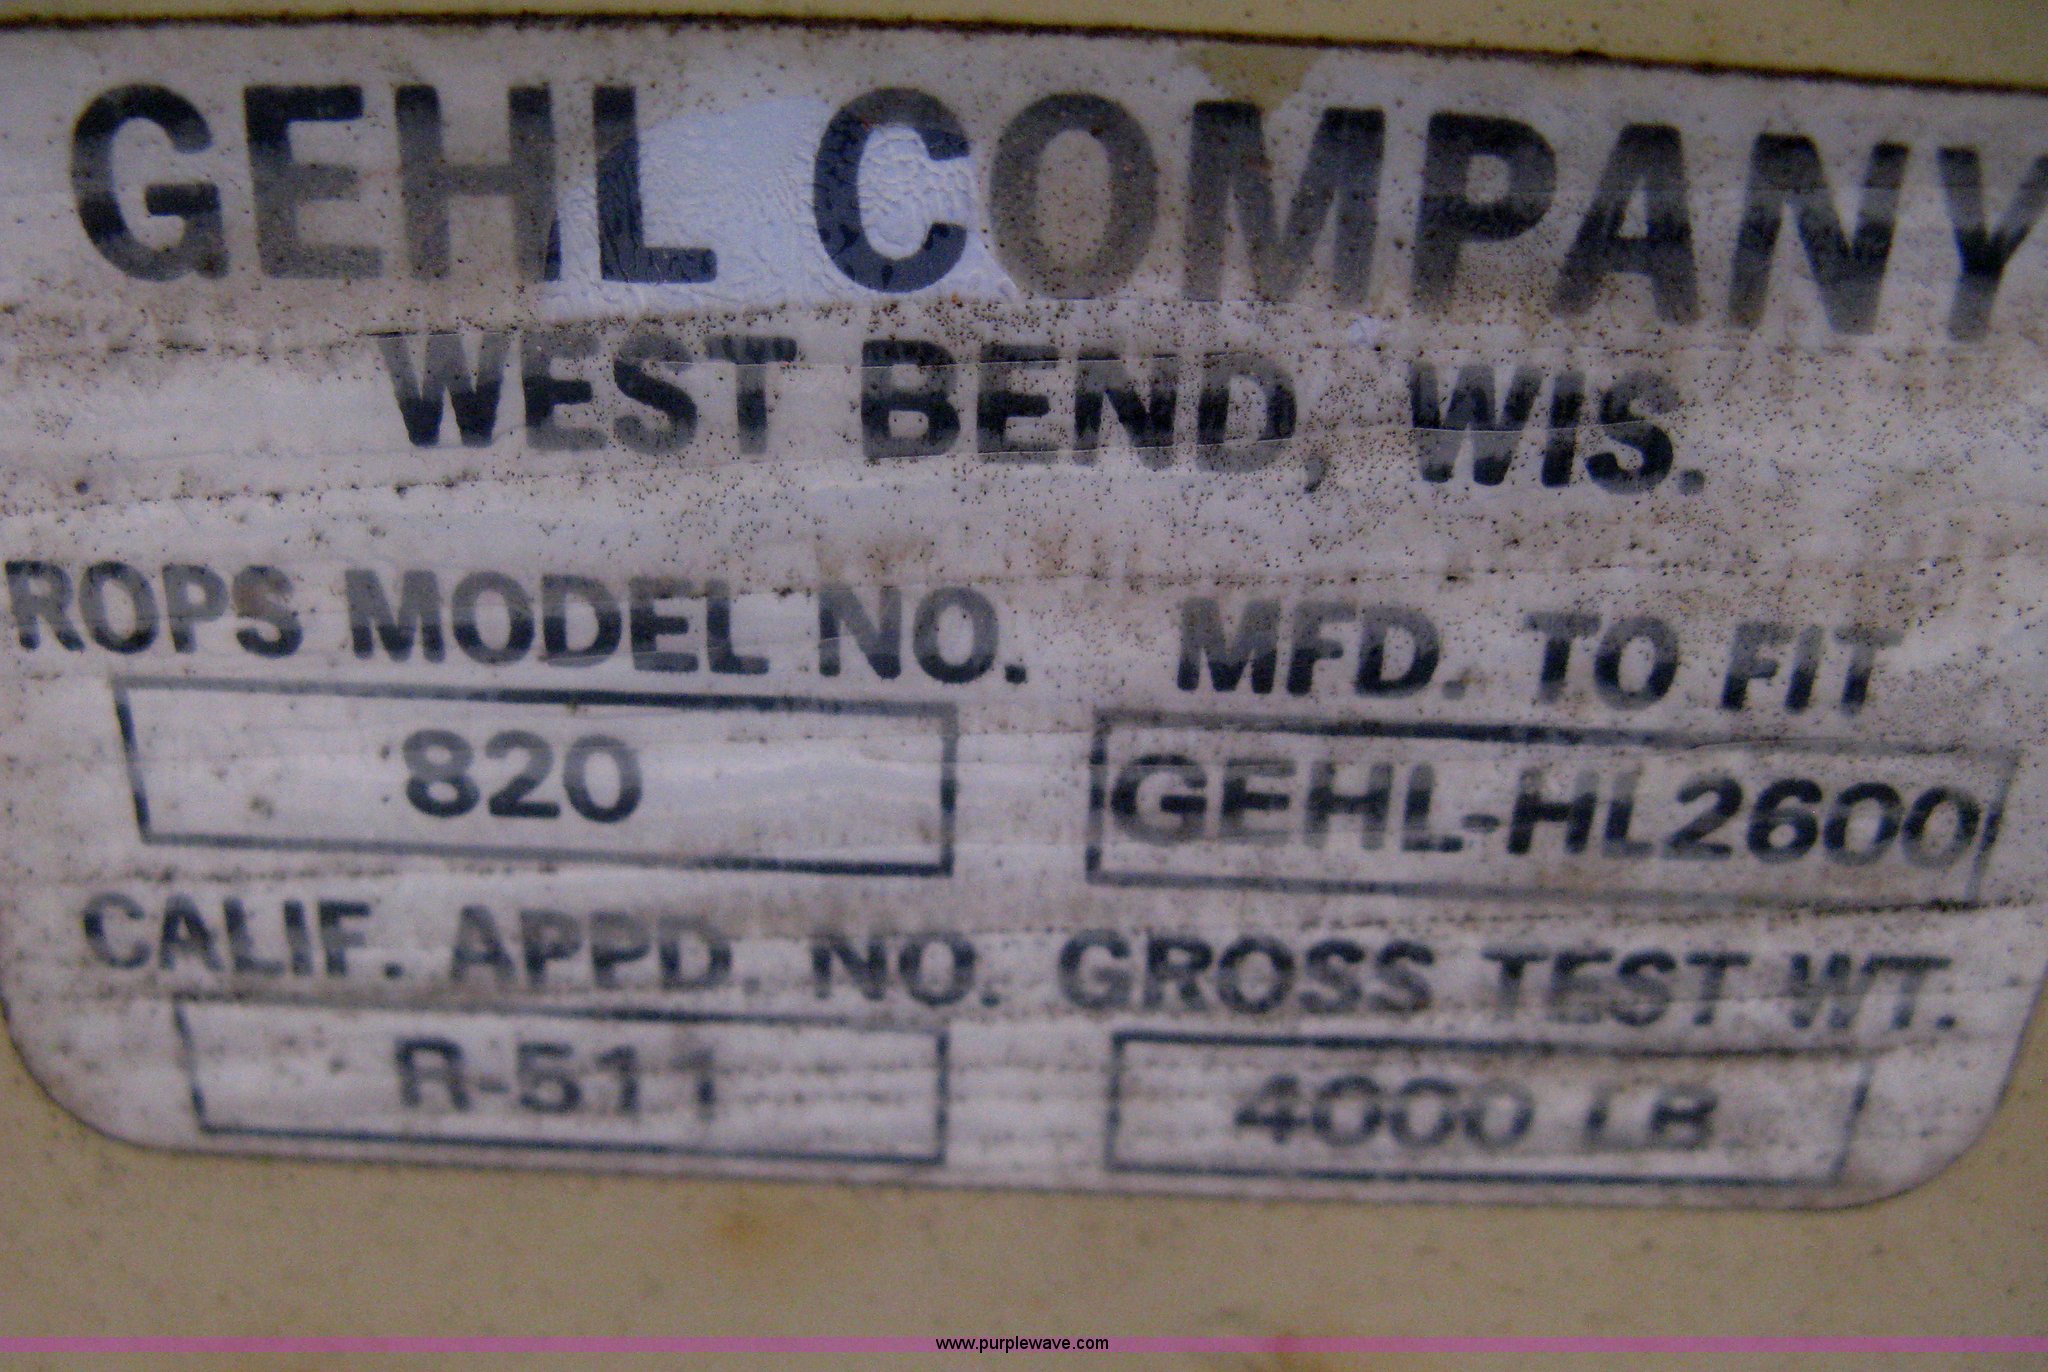 GEHL COMPANY
WEST BEND, WIS.
ROPS MODEL NO. MFD. TO FIT
820 GEHL-HL2600
CALIF. APPD. NO. GROSS TEST WT.
R-511 4000 LB
www.purplewave.com